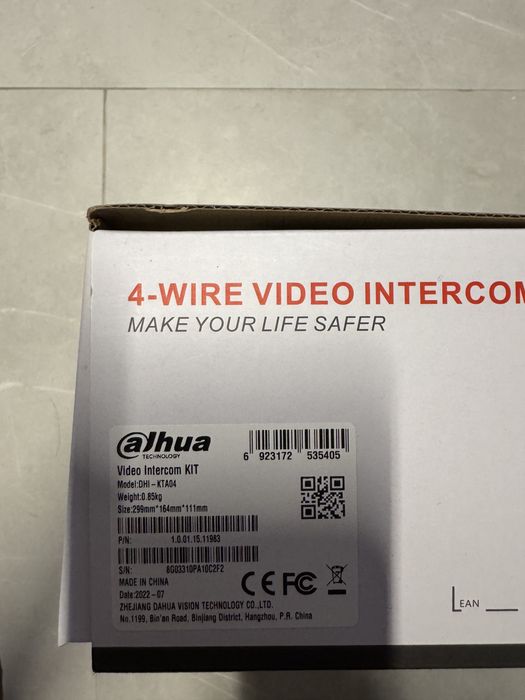 4-WIRE VIDEO INTERCOM
MAKE YOUR LIFE SAFER
alhua
TECHNOLOGY
6 923172 535405
Video Intercom KIT
Model:DHI-KTA04
Weight:0.85kg
Size:299mm*164mm*111mm
P/N: 1.0.01.15.11983
S/N: 8G03310PA10C2F2
MADE IN CHINA
Date:2022-07
CE FC
ZHEJIANG DAHUA VISION TECHNOLOGY CO.,LTD.
No.1199, Bin'an Road, Binjiang District, Hangzhou, P.R. China
LEAN